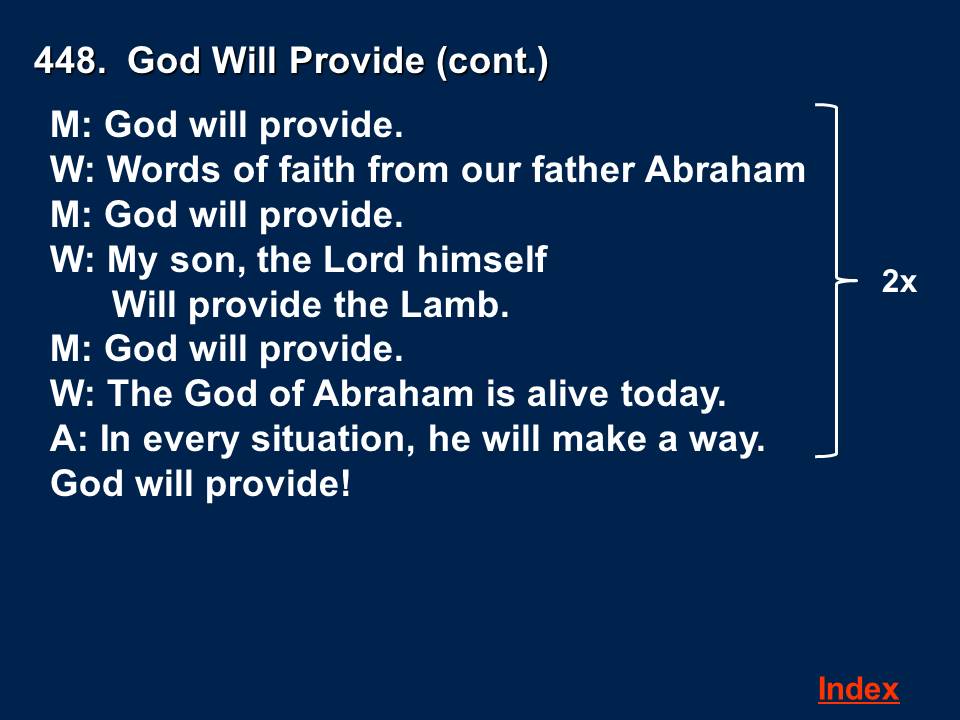 448.  God Will Provide (cont.)
M: God will provide.
W: Words of faith from our father Abraham
M: God will provide.
W: My son, the Lord himself
Will provide the Lamb.
M: God will provide.
W: The God of Abraham is alive today.
A: In every situation, he will make a way.
God will provide!
2x
Index